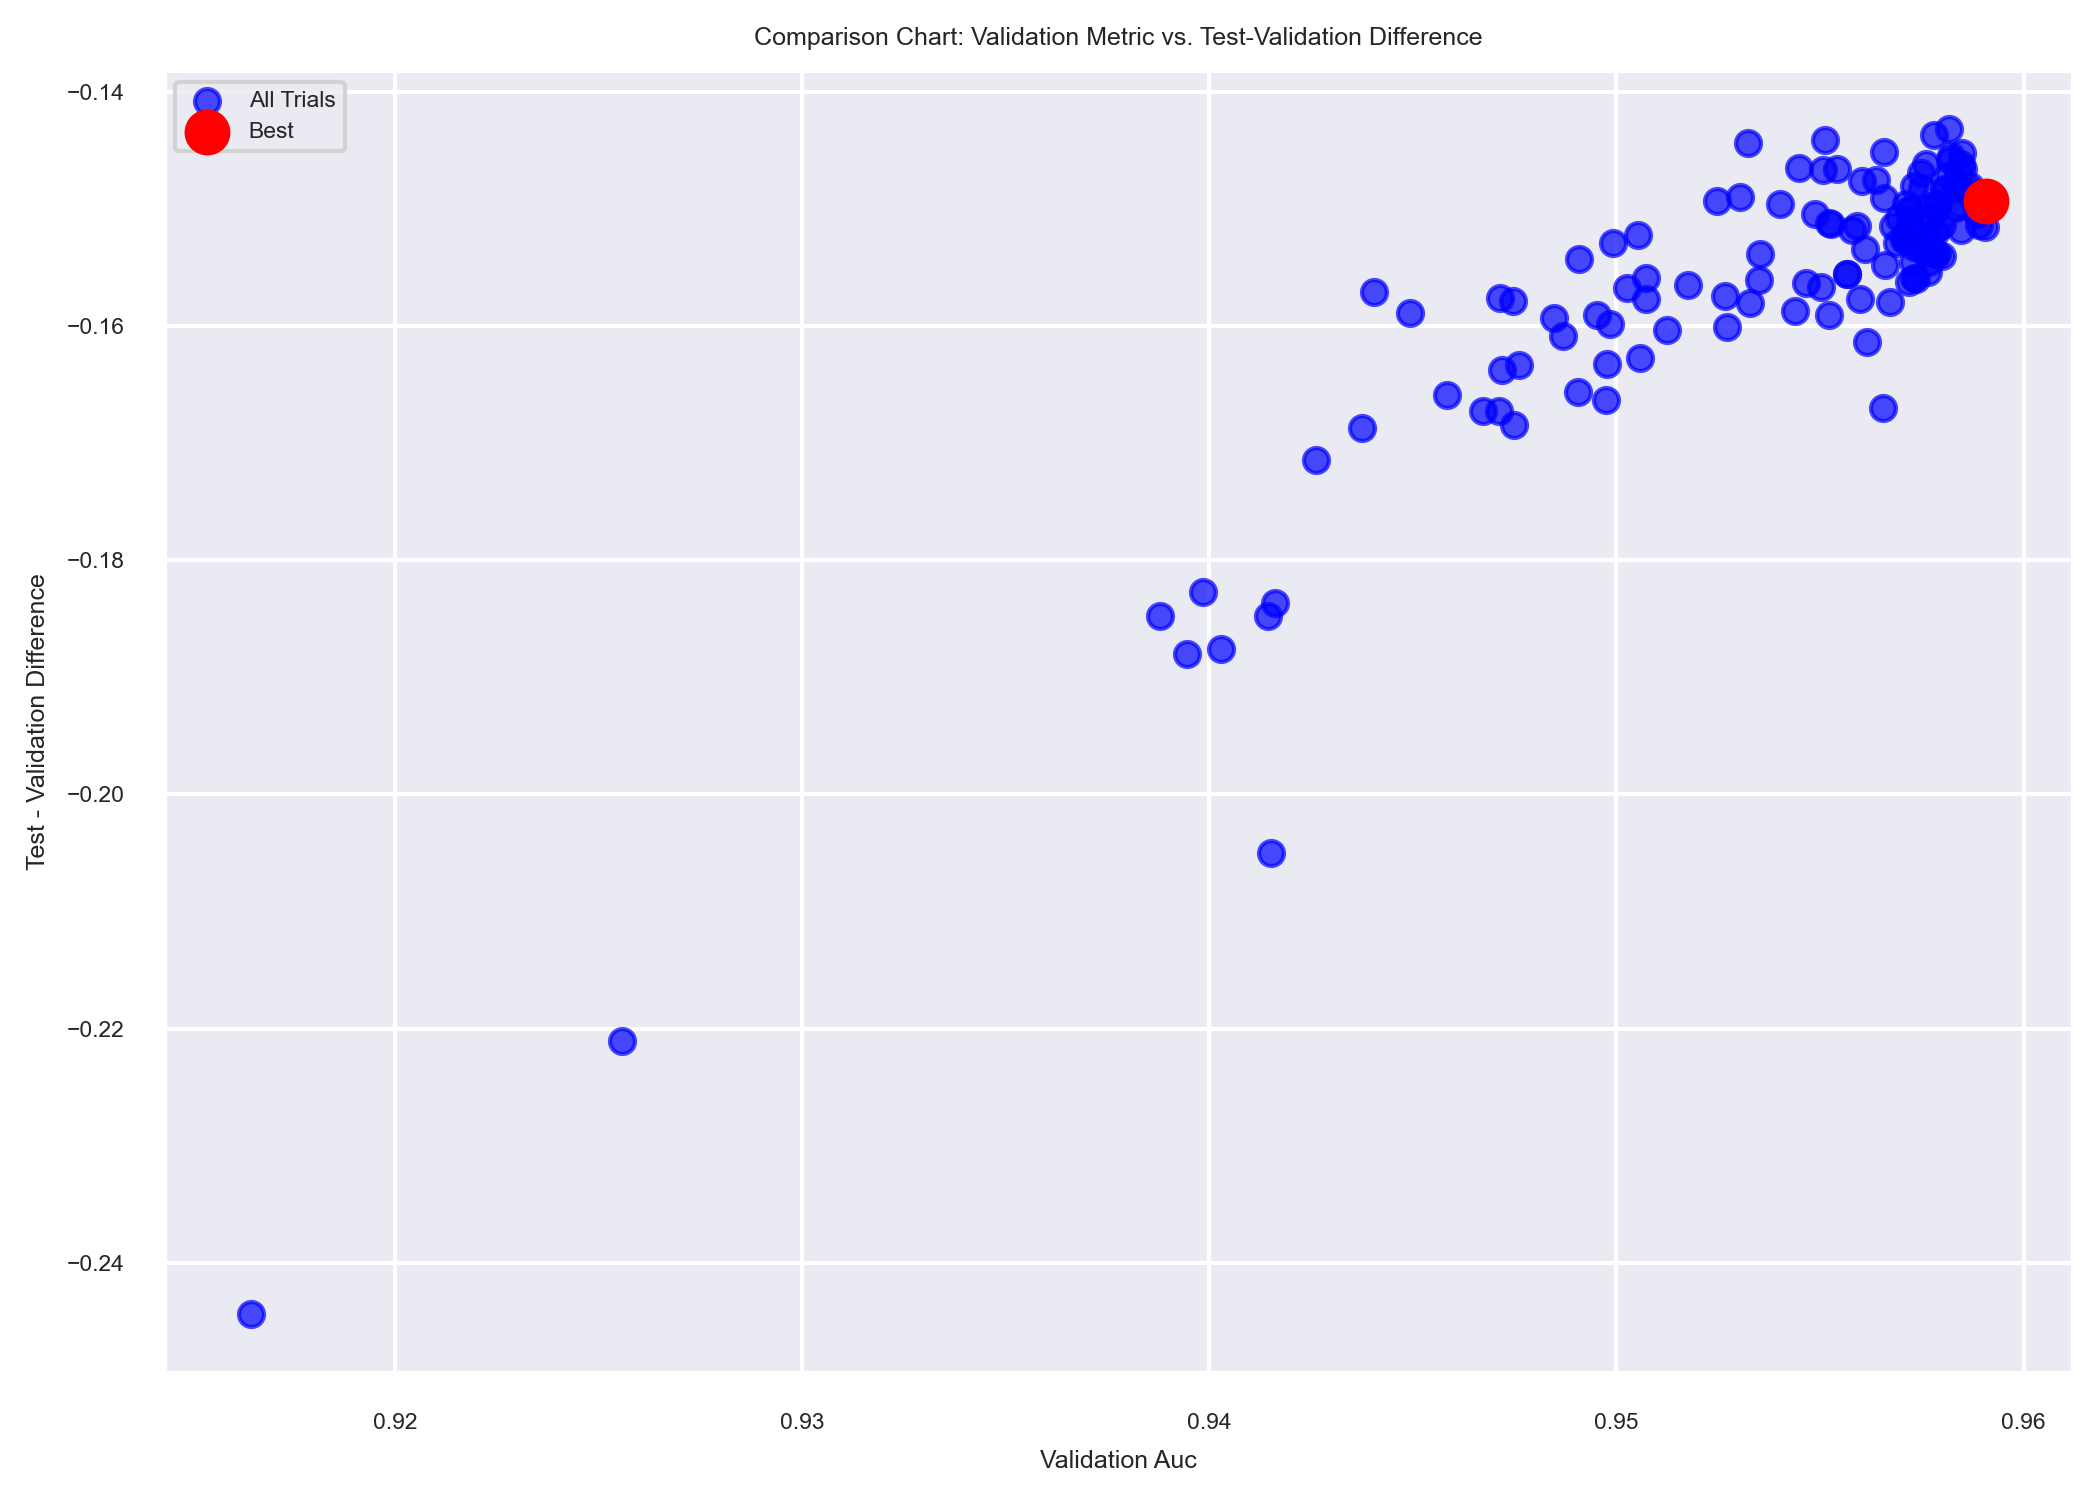 Comparison Chart: Validation Metric vs. Test-Validation Difference
All Trials
Best
−0.14
−0.16
−0.18
−0.20
−0.22
−0.24
Test - Validation Difference
0.92 0.93 0.94 0.95 0.96
Validation Auc